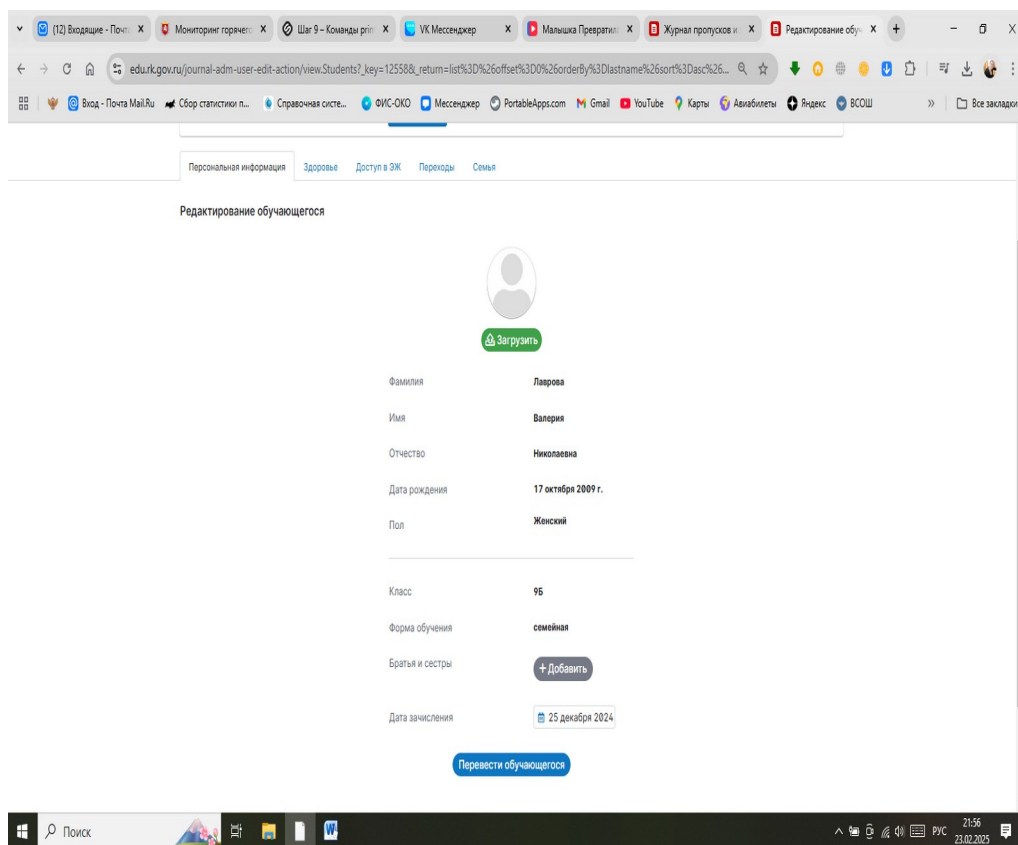 (12) Входящие - Почт
Мониторинг горячего
Шаг 9 – Команды prin
VK Мессенджер
Малышка Преврати
Журнал пропусков и
Редактирование обуч
edu.rk.gov.ru/journal-adm-user-edit-action/view.Students?_key=12558&_return=list%3D%26offset%3D0%26orderBy%3Dlastname%26sort%3Dasc%26...
Вход - Почта Mail.Ru
Сбор статистики п...
Справочная систе...
ФИС-ОКО
Мессенджер
PortableApps.com
Gmail
YouTube
Карты
Авиабилеты
Яндекс
ВСОШ
»
Все закладки
Персональная информация Здоровье Доступ в ЭЖ Переходы Семья
Редактирование обучающегося
Загрузить
Фамилия Лаврова
Имя Валерия
Отчество Николаевна
Дата рождения 17 октября 2009 г.
Пол Женский
Класс 9Б
Форма обучения семейная
Братья и сестры + Добавить
Дата зачисления 25 декабря 2024
Перевести обучающегося
Поиск
РУС
21:56
23.02.2025